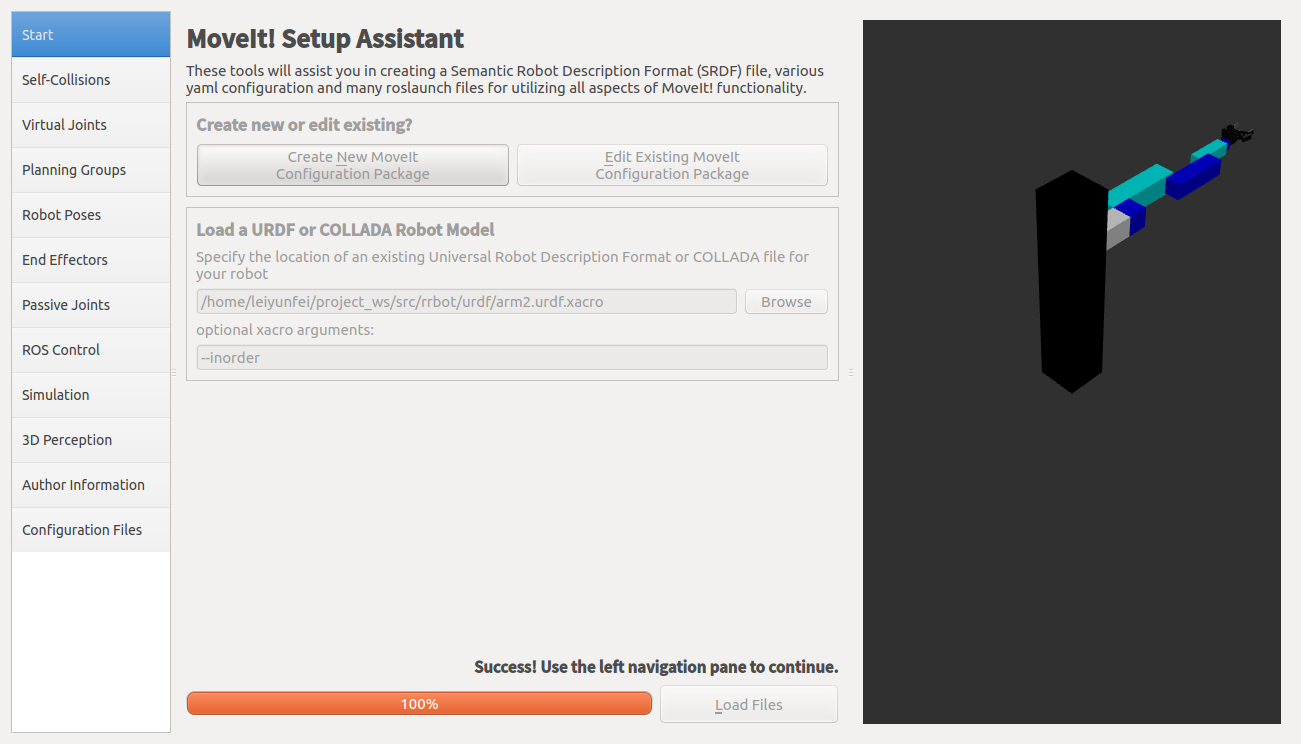 Start
Self-Collisions
Virtual Joints
Planning Groups
Robot Poses
End Effectors
Passive Joints
ROS Control
Simulation
3D Perception
Author Information
Configuration Files
MoveIt! Setup Assistant
These tools will assist you in creating a Semantic Robot Description Format (SRDF) file, various
yaml configuration and many roslaunch files for utilizing all aspects of MoveIt! functionality.
Create new or edit existing?
Create New MoveIt
Configuration Package
Edit Existing MoveIt
Configuration Package
Load a URDF or COLLADA Robot Model
Specify the location of an existing Universal Robot Description Format or COLLADA file for
your robot
/home/leiyunfei/project_ws/src/rrbot/urdf/arm2.urdf.xacro
Browse
optional xacro arguments:
--inorder
Success! Use the left navigation pane to continue.
100%
Load Files